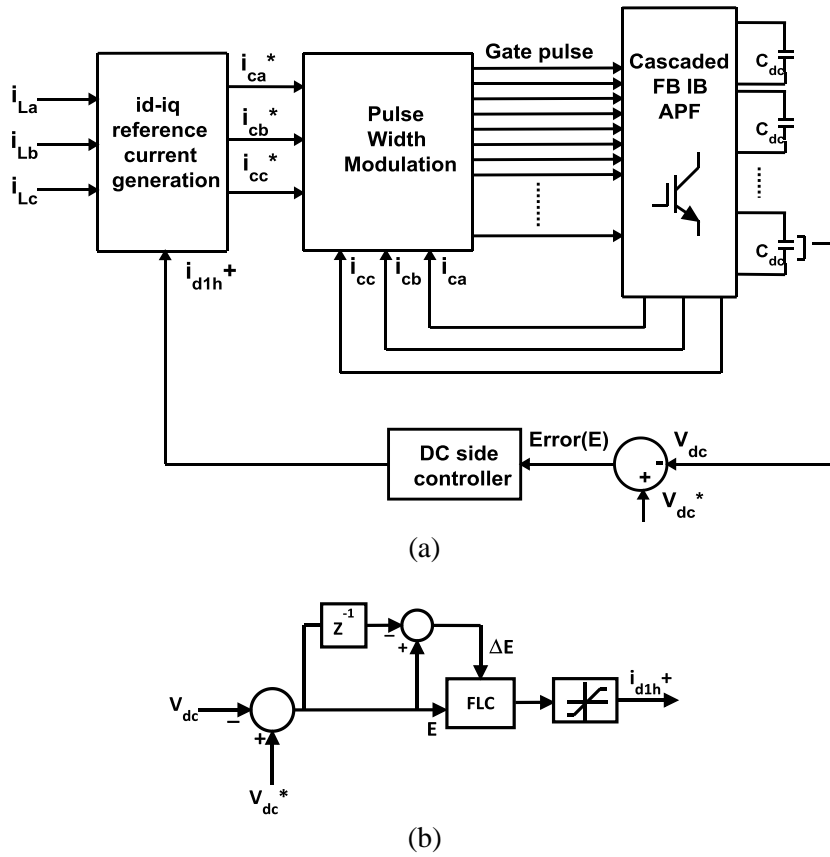 i_La
i_Lb
i_Lc
id-iq
reference
current
generation
i_ca*
i_cb*
i_cc*
Pulse
Width
Modulation
Gate pulse
Cascaded
FB IB
APF
C_dc
C_dc
C_dc
i_d1h+
i_cc
i_cb
i_ca
DC side
controller
Error(E)
-
+
V_dc
V_dc*
(a)
Z^-1
–
+
ΔE
V_dc
–
+
E
FLC
i_d1h+
V_dc*
(b)